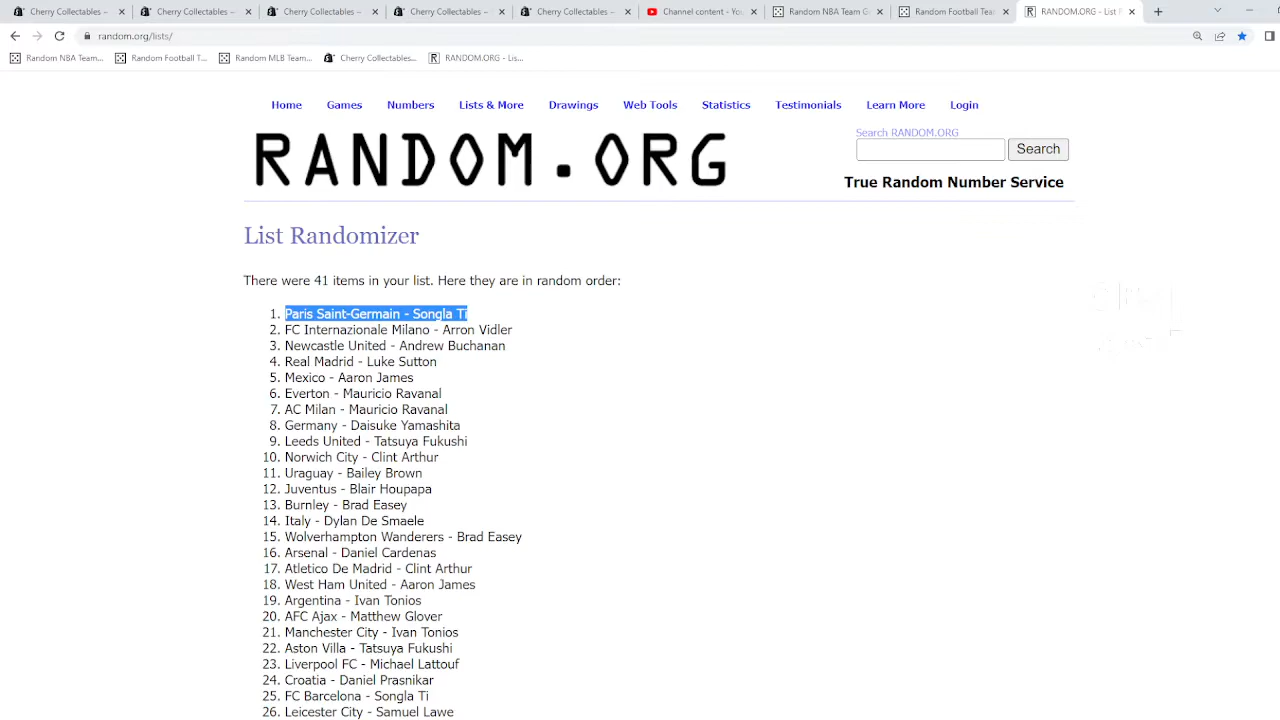 Cherry Collectables –
Cherry Collectables –
Cherry Collectables –
Cherry Collectables –
Cherry Collectables –
Channel content - Yo
Random NBA Team G
Random Football Team
RANDOM.ORG - List F
random.org/lists/
Random NBA Team...
Random Football T...
Random MLB Team...
Cherry Collectables...
RANDOM.ORG - Lis...
Home
Games
Numbers
Lists & More
Drawings
Web Tools
Statistics
Testimonials
Learn More
Login
RANDOM.ORG
Search RANDOM.ORG
Search
True Random Number Service
List Randomizer
There were 41 items in your list. Here they are in random order:
1. Paris Saint-Germain - Songla Ti
2. FC Internazionale Milano - Arron Vidler
3. Newcastle United - Andrew Buchanan
4. Real Madrid - Luke Sutton
5. Mexico - Aaron James
6. Everton - Mauricio Ravanal
7. AC Milan - Mauricio Ravanal
8. Germany - Daisuke Yamashita
9. Leeds United - Tatsuya Fukushi
10. Norwich City - Clint Arthur
11. Uraguay - Bailey Brown
12. Juventus - Blair Houpapa
13. Burnley - Brad Easey
14. Italy - Dylan De Smaele
15. Wolverhampton Wanderers - Brad Easey
16. Arsenal - Daniel Cardenas
17. Atletico De Madrid - Clint Arthur
18. West Ham United - Aaron James
19. Argentina - Ivan Tonios
20. AFC Ajax - Matthew Glover
21. Manchester City - Ivan Tonios
22. Aston Villa - Tatsuya Fukushi
23. Liverpool FC - Michael Lattouf
24. Croatia - Daniel Prasnikar
25. FC Barcelona - Songla Ti
26. Leicester City - Samuel Lawe